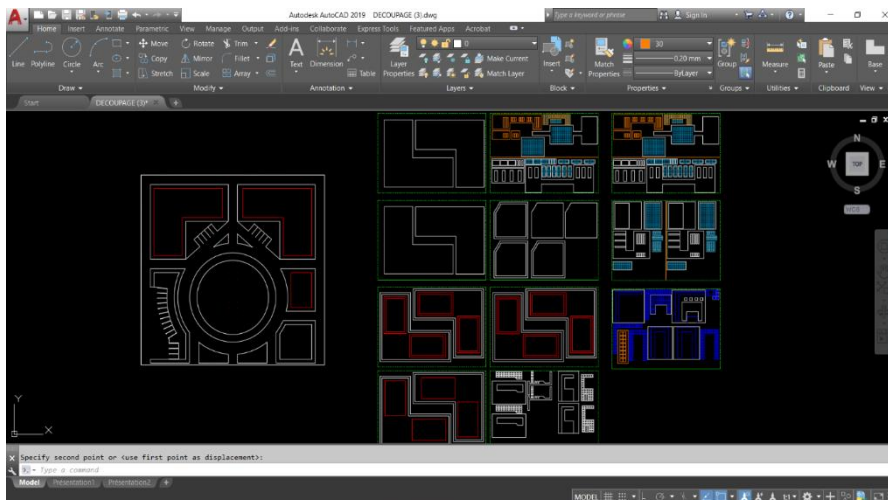 Autodesk AutoCAD 2019 DECOUPAGE (3).dwg
Type a keyword or phrase
Sign In
Home Insert Annotate Parametric View Manage Output Add-ins Collaborate Express Tools Featured Apps Acrobat
Move Rotate Trim
Copy Mirror Fillet
Stretch Scale Array
Line Polyline Circle Arc
Text Dimension
Table
Layer Properties
0
Make Current
Match Layer
Insert
Match Properties
30
0.20 mm
ByLayer
Group
Measure
Paste
Base
Draw Modify Annotation Layers Block Properties Groups Utilities Clipboard View
Start DECOUPAGE (3)*
N
W TOP E
S
WCS
Y
X
Specify second point or <use first point as displacement>:
Type a command
Model Présentation1 Présentation2
MODEL 1:1